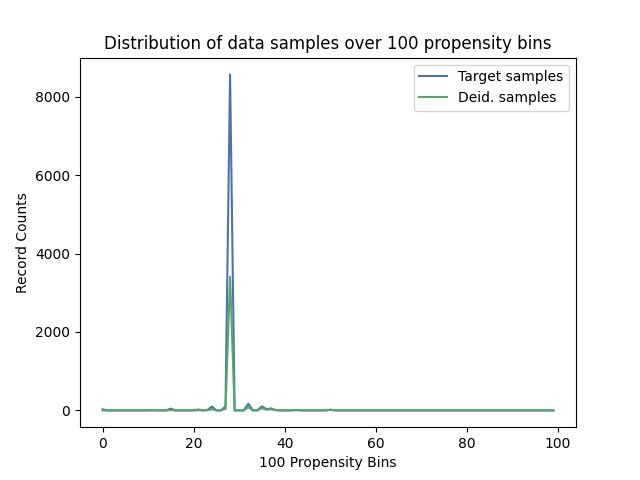 Distribution of data samples over 100 propensity bins
Target samples
Deid. samples
Record Counts
8000
6000
4000
2000
0
0 20 40 60 80 100
100 Propensity Bins